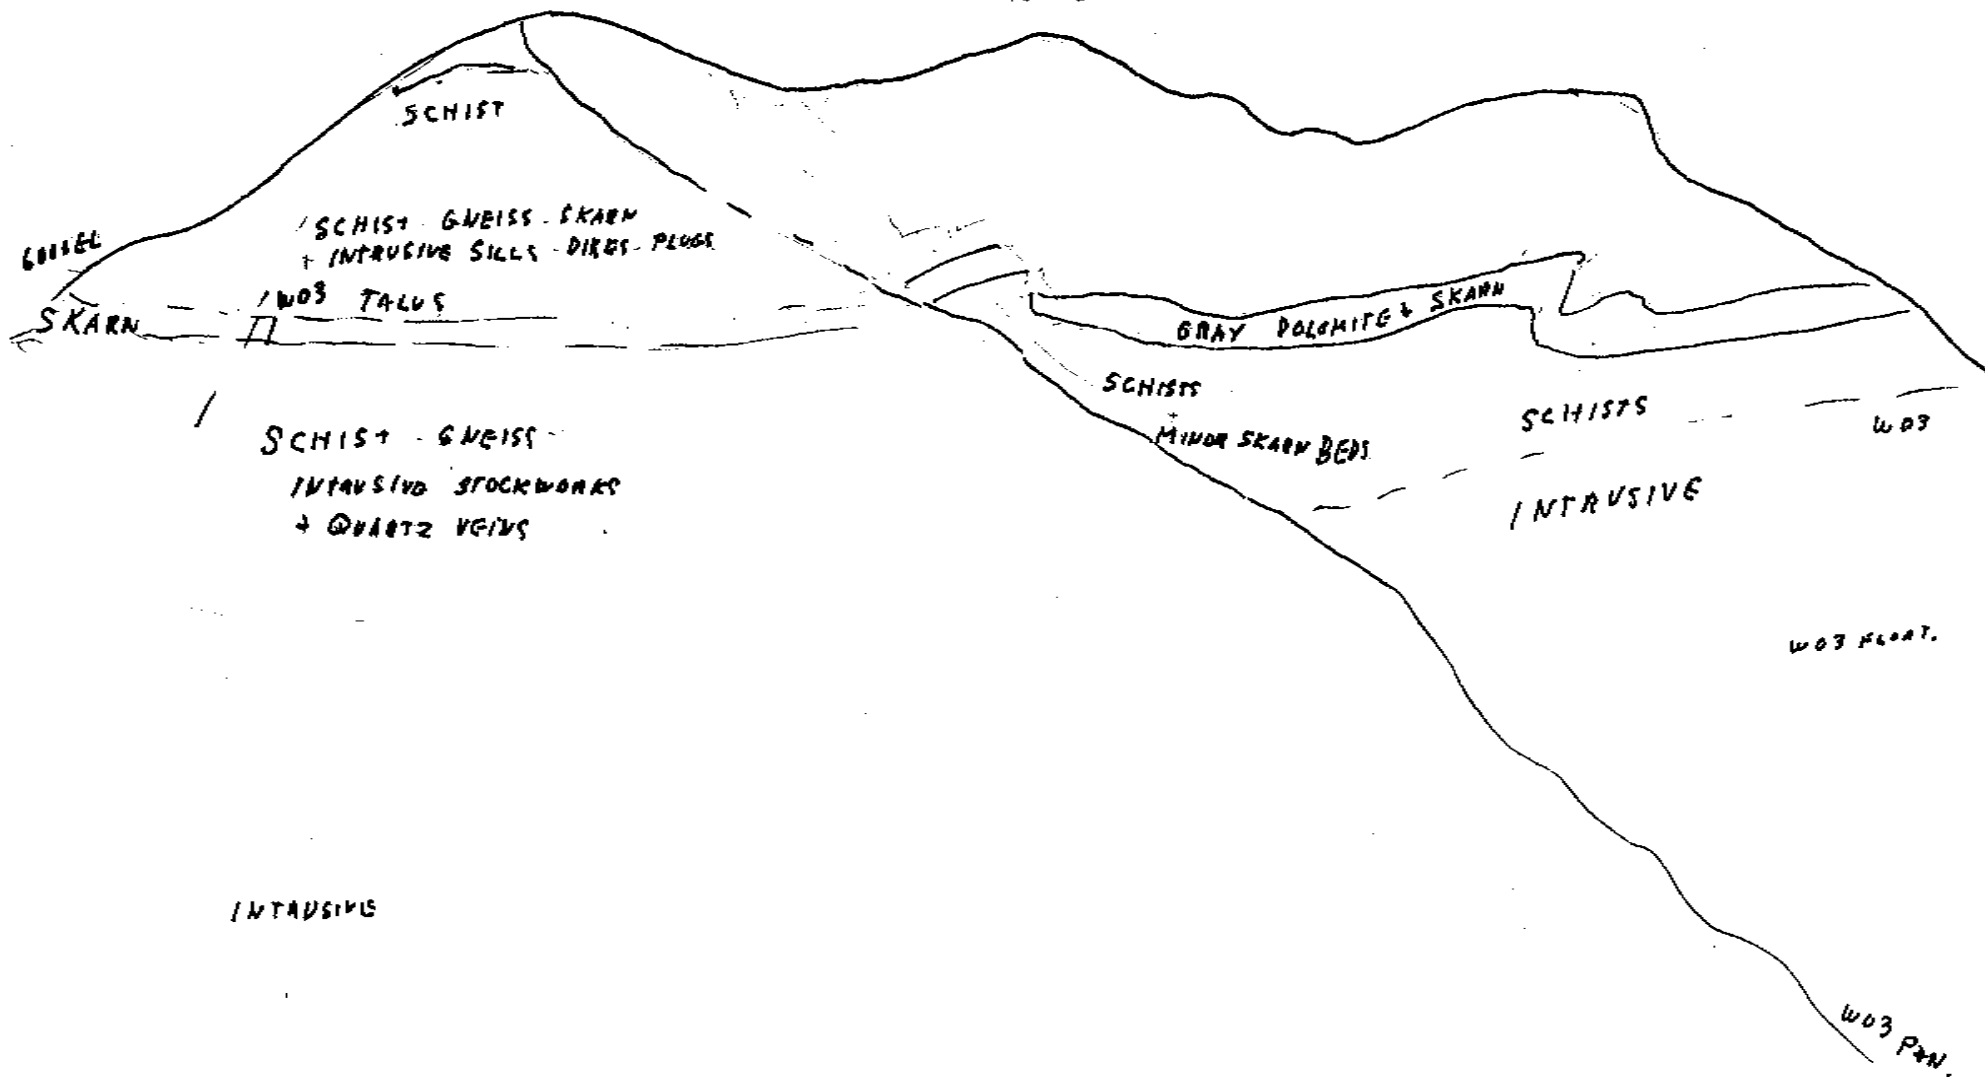 SCHIST
SCHIST - GNEISS - SKARN
+ INTRUSIVE SILLS - DIKES - PLUGS
WO3 TALUS
SKARN
GRAY DOLOMITE + SKARN
SCHISTS
+
MINOR SKARN BEDS
SCHISTS
WO3
SCHIST - GNEISS -
INTRUSIVE STOCKWORKS
+ QUARTZ VEINS
INTRUSIVE
WO3 FLOAT.
INTRUSIVE
WO3 PAN.